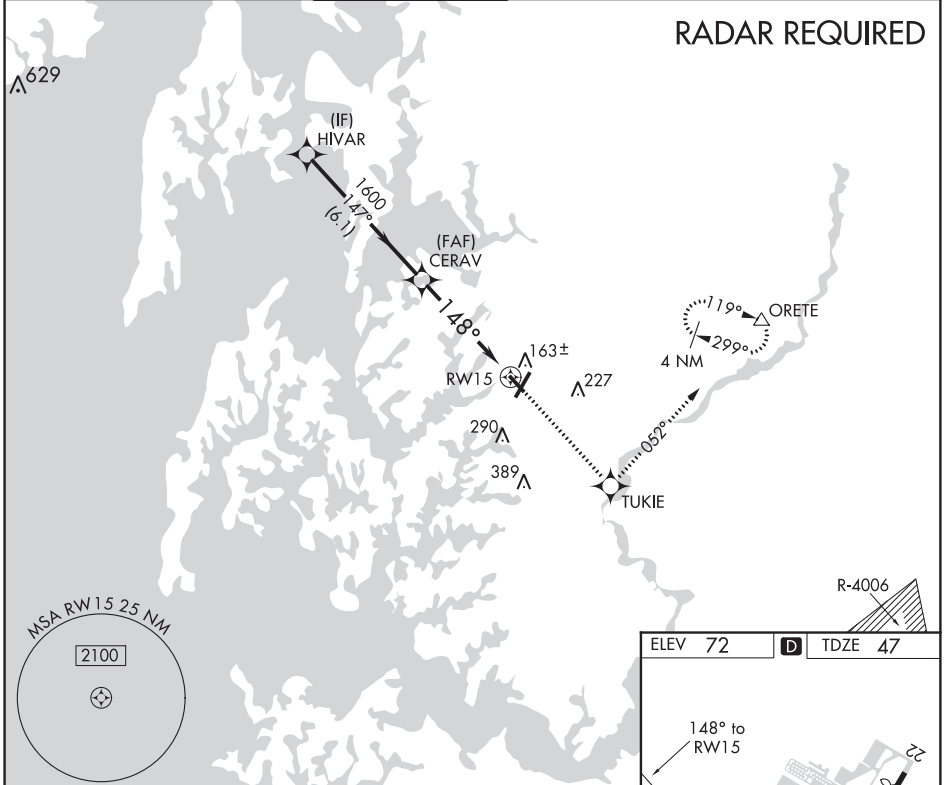 RADAR REQUIRED
629
(IF)
HIVAR
1600
147°
(6.1)
(FAF)
CERAV
148°
119°
ORETE
299°
4 NM
163±
RW15
227
290
052°
389
TUKIE
R-4006
MSA RW15 25 NM
2100
ELEV 72 D TDZE 47
148° to
RW15
22